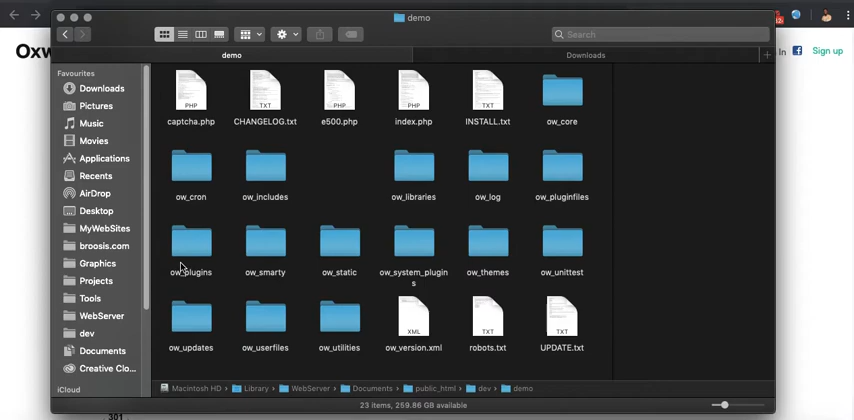 demo
Search
Oxw
In
Sign up
demo
Downloads
Favourites
Downloads
Pictures
Music
Movies
Applications
Recents
AirDrop
Desktop
MyWebSites
broosis.com
Graphics
Projects
Tools
WebServer
dev
Documents
Creative Clo...
iCloud
PHP
TXT
PHP
PHP
TXT
captcha.php
CHANGELOG.txt
e500.php
index.php
INSTALL.txt
ow_core
ow_cron
ow_includes
ow_libraries
ow_log
ow_pluginfiles
ow_plugins
ow_smarty
ow_static
ow_system_plugin
s
ow_themes
ow_unittest
XML
TXT
TXT
ow_updates
ow_userfiles
ow_utilities
ow_version.xml
robots.txt
UPDATE.txt
Macintosh HD › Library › WebServer › Documents › public_html › dev › demo
23 items, 259.86 GB available
301